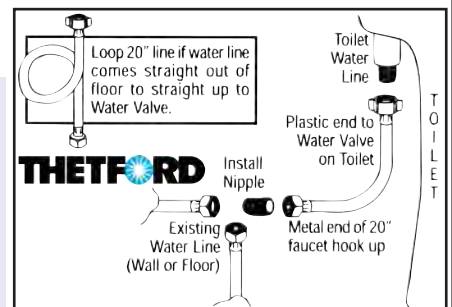 Loop 20" line if water line
comes straight out of
floor to straight up to
Water Valve.
Toilet
Water
Line
Plastic end to
Water Valve
on Toilet
TOILET
THETFORD
Install
Nipple
Existing
Water Line
(Wall or Floor)
Metal end of 20"
faucet hook up